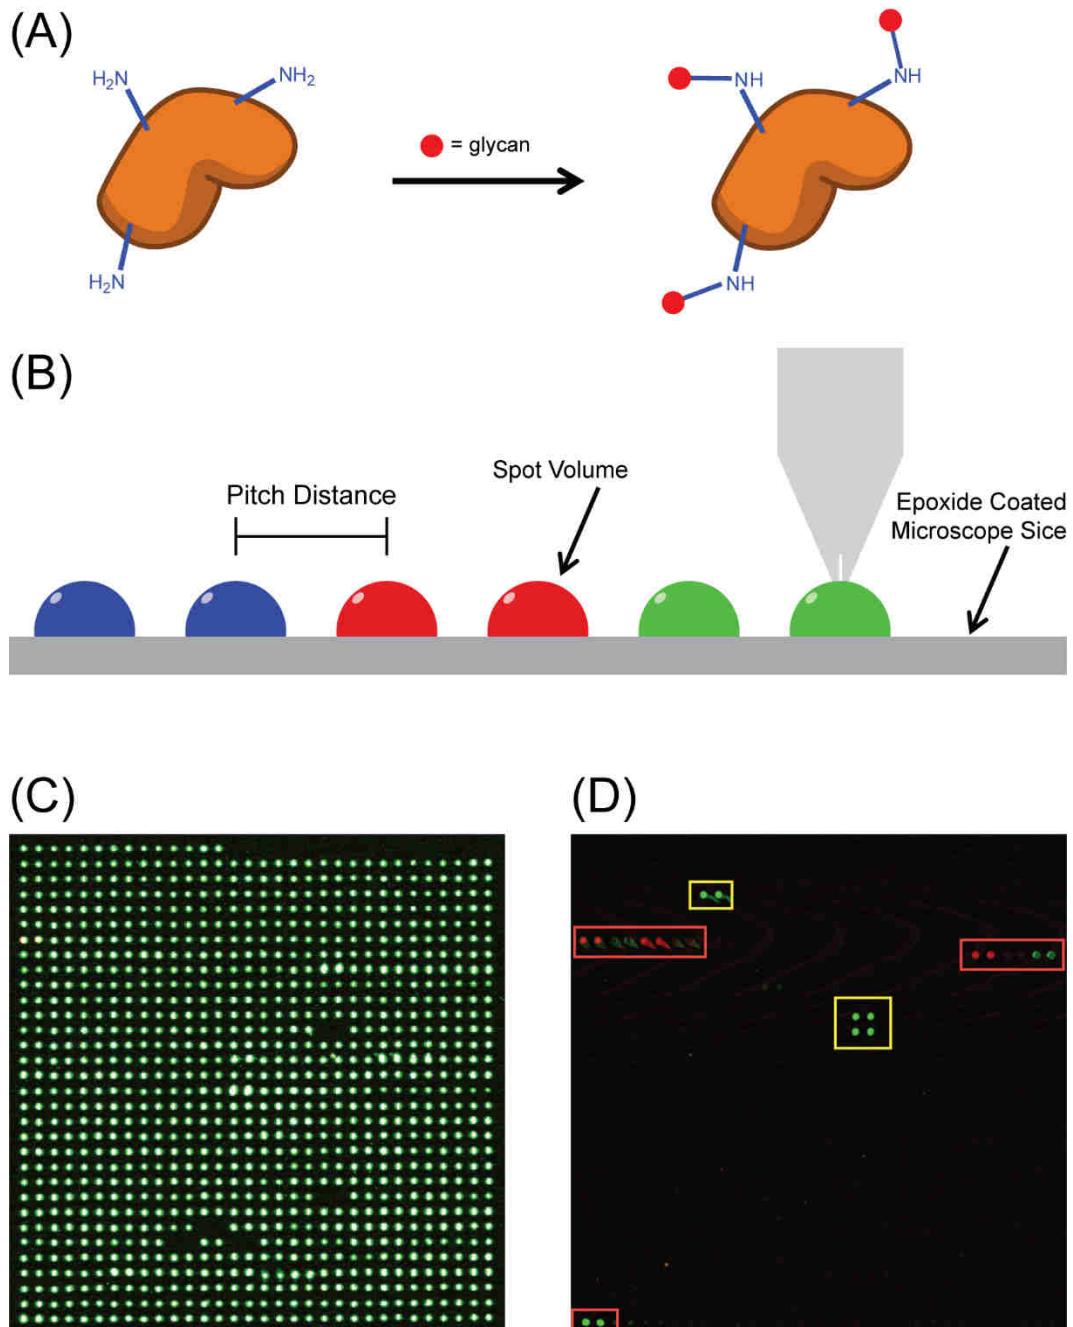 (A)
H₂N
NH₂
H₂N
= glycan
NH
NH
NH
(B)
Pitch Distance
Spot Volume
Epoxide Coated
Microscope Sice
(C)
(D)